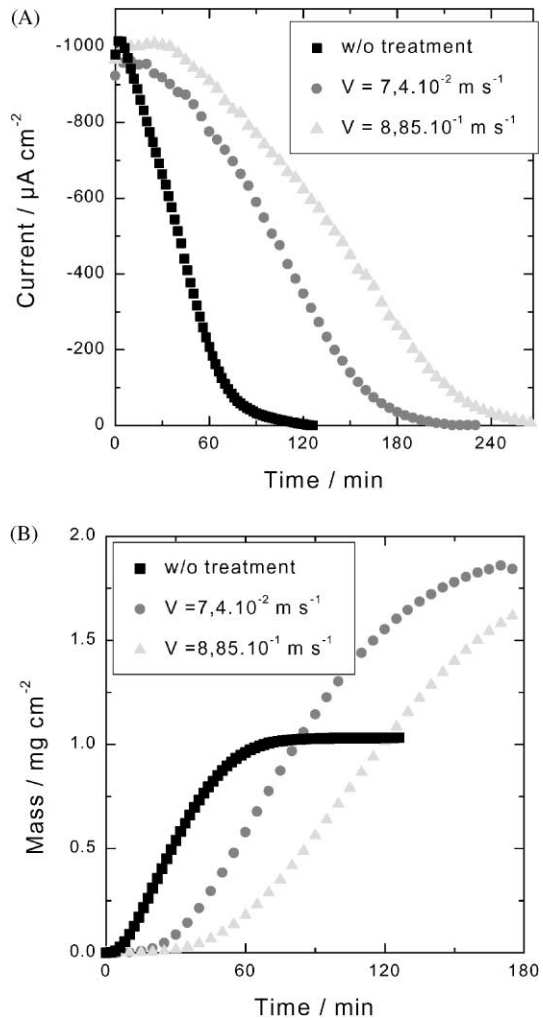 (A)
-1000
-800
-600
-400
-200
0
Current / µA cm⁻²
w/o treatment
V = 7,4.10⁻² m s⁻¹
V = 8,85.10⁻¹ m s⁻¹
0 60 120 180 240
Time / min
(B)
2.0
1.5
1.0
0.5
0.0
Mass / mg cm⁻²
w/o treatment
V =7,4.10⁻² m s⁻¹
V =8,85.10⁻¹ m s⁻¹
0 60 120 180
Time / min